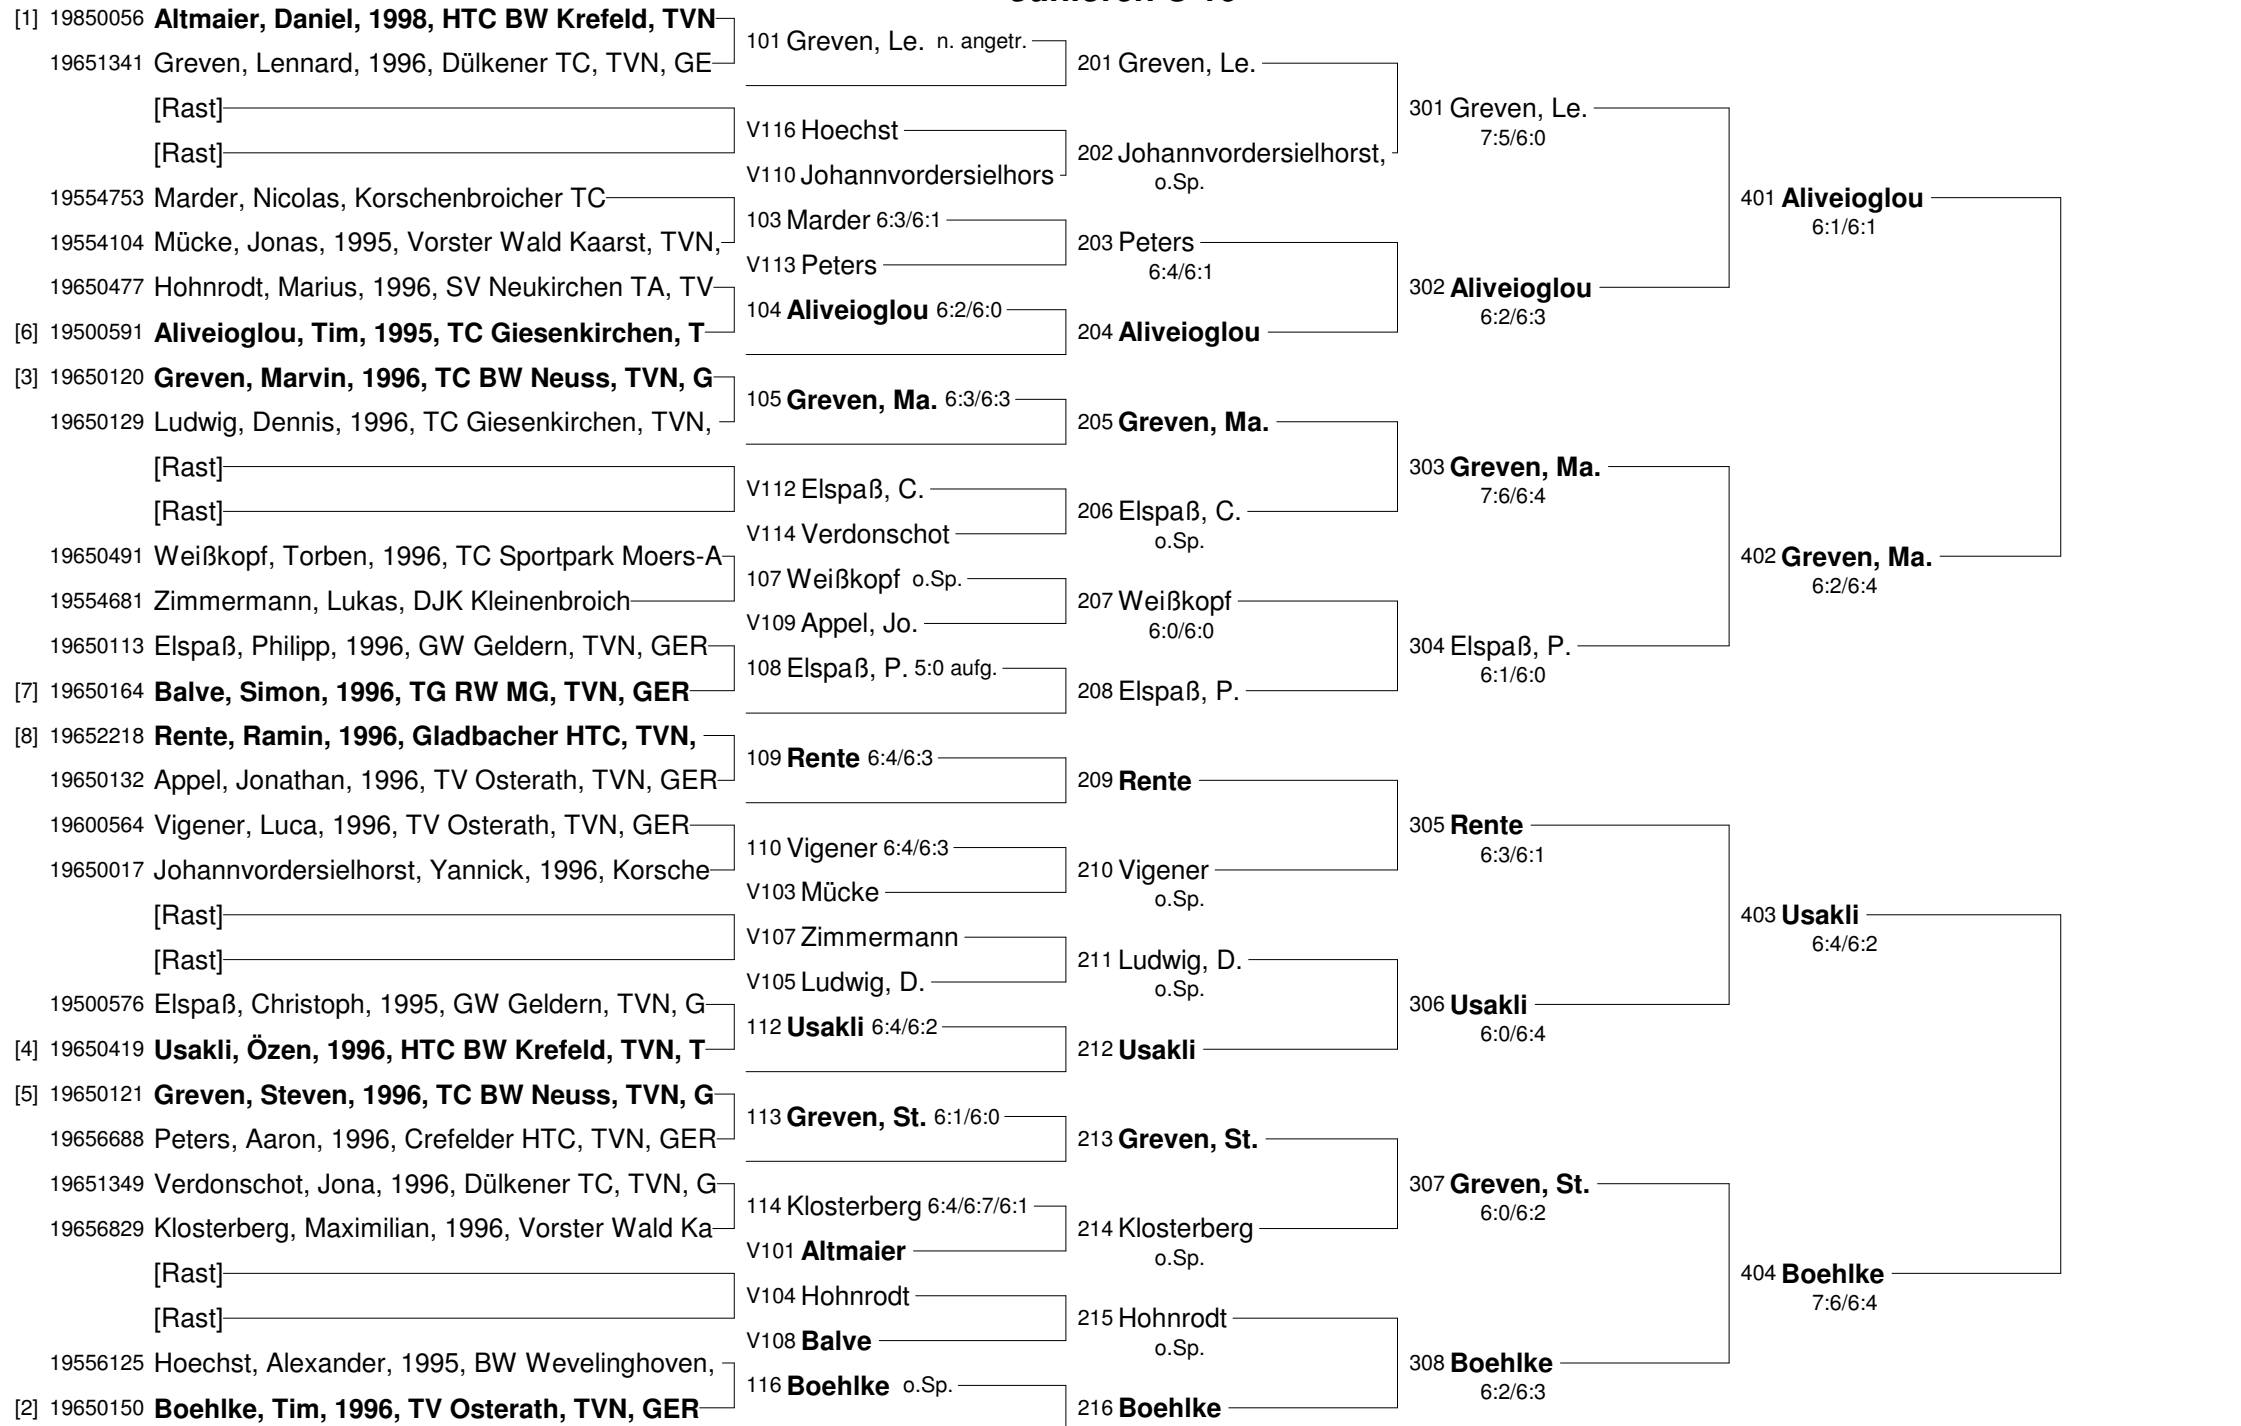 [1] 19850056 Altmaier, Daniel, 1998, HTC BW Krefeld, TVN
101 Greven, Le. n. angetr.
19651341 Greven, Lennard, 1996, Dülkener TC, TVN, GE
201 Greven, Le.
[Rast]
301 Greven, Le.
7:5/6:0
V116 Hoechst
[Rast]
202 Johannvordersielhorst,
o.Sp.
V110 Johannvordersielhors
19554753 Marder, Nicolas, Korschenbroicher TC
401 Aliveioglou
6:1/6:1
103 Marder 6:3/6:1
19554104 Mücke, Jonas, 1995, Vorster Wald Kaarst, TVN,
203 Peters
6:4/6:1
V113 Peters
19650477 Hohnrodt, Marius, 1996, SV Neukirchen TA, TV
302 Aliveioglou
6:2/6:3
104 Aliveioglou 6:2/6:0
[6] 19500591 Aliveioglou, Tim, 1995, TC Giesenkirchen, T
204 Aliveioglou
[3] 19650120 Greven, Marvin, 1996, TC BW Neuss, TVN, G
105 Greven, Ma. 6:3/6:3
19650129 Ludwig, Dennis, 1996, TC Giesenkirchen, TVN,
205 Greven, Ma.
[Rast]
303 Greven, Ma.
7:6/6:4
V112 Elspaß, C.
[Rast]
206 Elspaß, C.
o.Sp.
V114 Verdonschot
19650491 Weißkopf, Torben, 1996, TC Sportpark Moers-A
402 Greven, Ma.
6:2/6:4
107 Weißkopf o.Sp.
19554681 Zimmermann, Lukas, DJK Kleinenbroich
207 Weißkopf
6:0/6:0
V109 Appel, Jo.
19650113 Elspaß, Philipp, 1996, GW Geldern, TVN, GER
304 Elspaß, P.
6:1/6:0
108 Elspaß, P. 5:0 aufg.
[7] 19650164 Balve, Simon, 1996, TG RW MG, TVN, GER
208 Elspaß, P.
[8] 19652218 Rente, Ramin, 1996, Gladbacher HTC, TVN,
109 Rente 6:4/6:3
19650132 Appel, Jonathan, 1996, TV Osterath, TVN, GER
209 Rente
19600564 Vigener, Luca, 1996, TV Osterath, TVN, GER
305 Rente
6:3/6:1
110 Vigener 6:4/6:3
19650017 Johannvordersielhorst, Yannick, 1996, Korsche
210 Vigener
o.Sp.
V103 Mücke
[Rast]
403 Usakli
6:4/6:2
V107 Zimmermann
[Rast]
211 Ludwig, D.
o.Sp.
V105 Ludwig, D.
19500576 Elspaß, Christoph, 1995, GW Geldern, TVN, G
306 Usakli
6:0/6:4
112 Usakli 6:4/6:2
[4] 19650419 Usakli, Özen, 1996, HTC BW Krefeld, TVN, T
212 Usakli
[5] 19650121 Greven, Steven, 1996, TC BW Neuss, TVN, G
113 Greven, St. 6:1/6:0
19656688 Peters, Aaron, 1996, Crefelder HTC, TVN, GER
213 Greven, St.
19651349 Verdonschot, Jona, 1996, Dülkener TC, TVN, G
307 Greven, St.
6:0/6:2
114 Klosterberg 6:4/6:7/6:1
19656829 Klosterberg, Maximilian, 1996, Vorster Wald Ka
214 Klosterberg
o.Sp.
V101 Altmaier
[Rast]
404 Boehlke
7:6/6:4
V104 Hohnrodt
[Rast]
215 Hohnrodt
o.Sp.
V108 Balve
19556125 Hoechst, Alexander, 1995, BW Wevelinghoven,
308 Boehlke
6:2/6:3
116 Boehlke o.Sp.
[2] 19650150 Boehlke, Tim, 1996, TV Osterath, TVN, GER
216 Boehlke